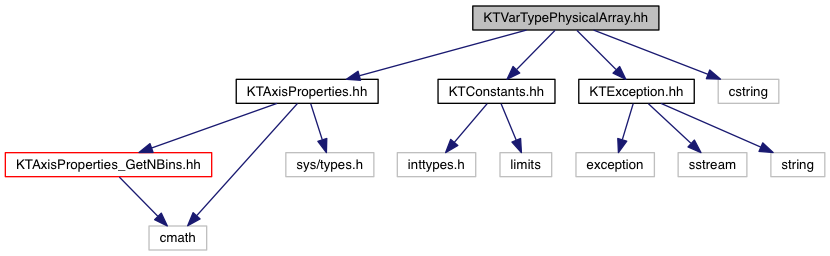 KTVarTypePhysicalArray.hh
KTAxisProperties.hh
KTConstants.hh
KTException.hh
cstring
KTAxisProperties_GetNBins.hh
sys/types.h
inttypes.h
limits
exception
sstream
string
cmath